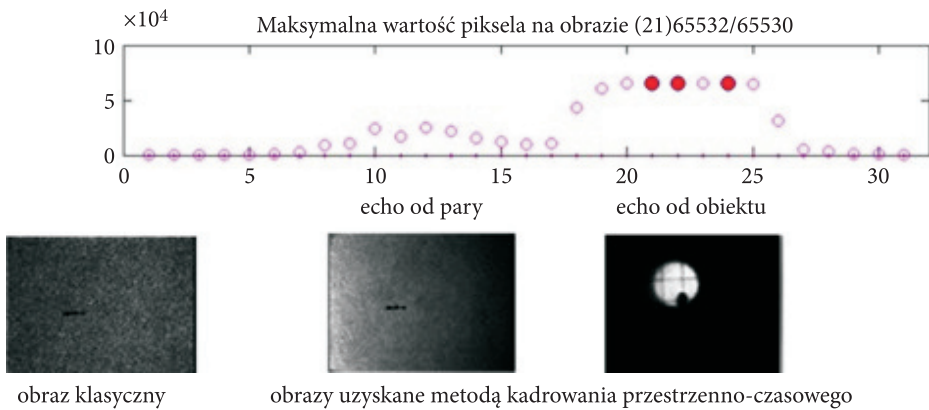 ×10⁴
Maksymalna wartość piksela na obrazie (21)65532/65530
10
5
0
0 5 10 15 20 25 30
echo od pary echo od obiektu
obraz klasyczny obrazy uzyskane metodą kadrowania przestrzenno-czasowego